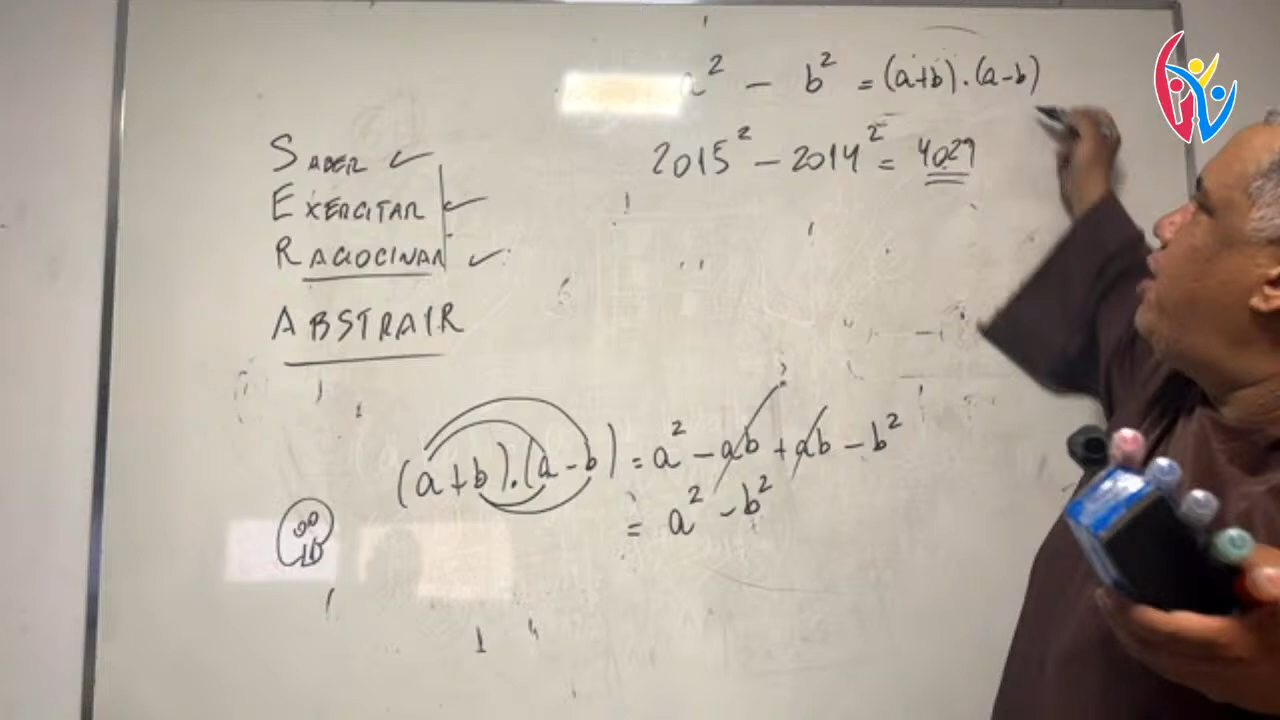 a² - b² = (a+b).(a-b)
2015² - 2014² = 4029
SABER ✓
EXERCITAR ✓
RACIOCINAR ✓
ABSTRAIR
(a+b).(a-b) = a² - ab + ab - b²
= a² - b²